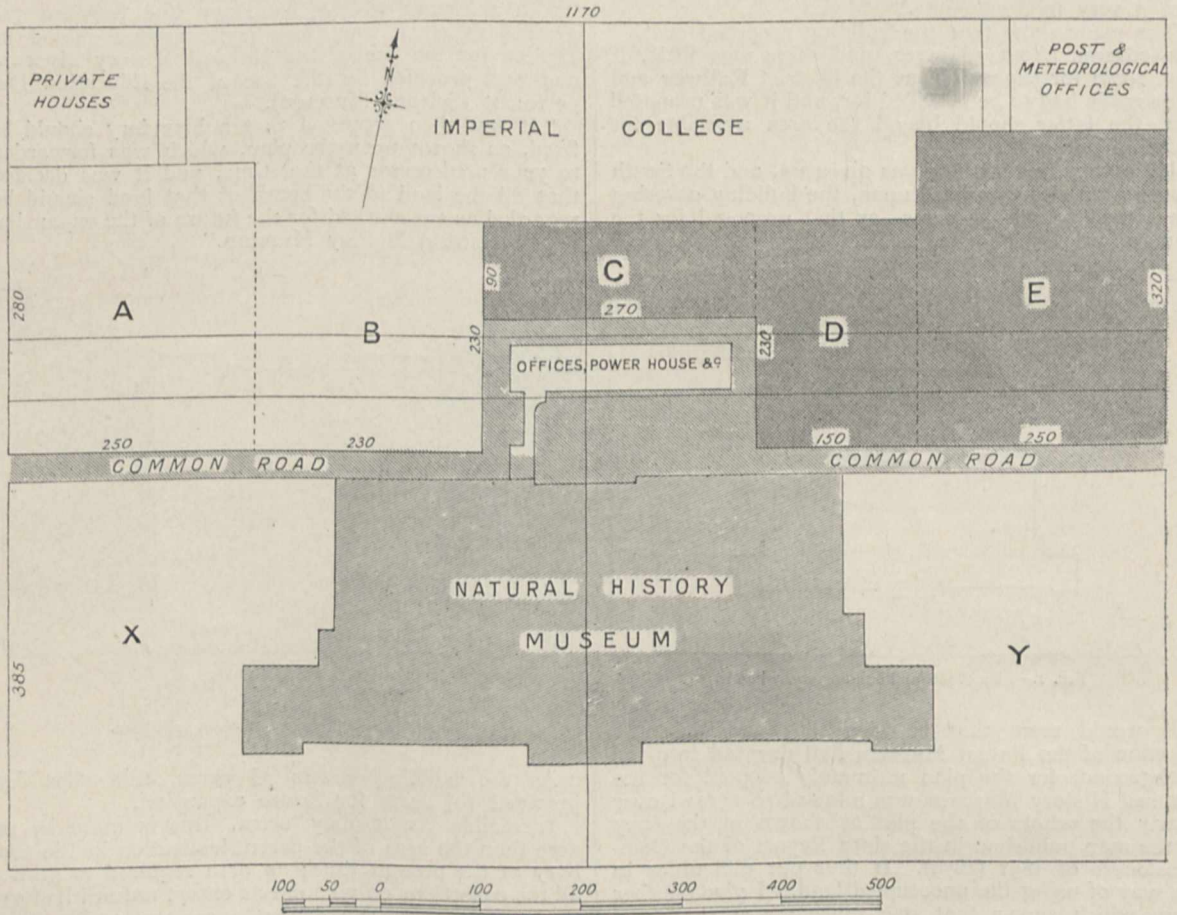 1170
PRIVATE
HOUSES
N
IMPERIAL COLLEGE
POST &
METEOROLOGICAL
OFFICES
280
A
B
90
C
270
230
230
D
E
320
OFFICES, POWER HOUSE &c
250
230
150
250
COMMON ROAD
COMMON ROAD
NATURAL HISTORY
MUSEUM
X
Y
385
100 50 0 100 200 300 400 500